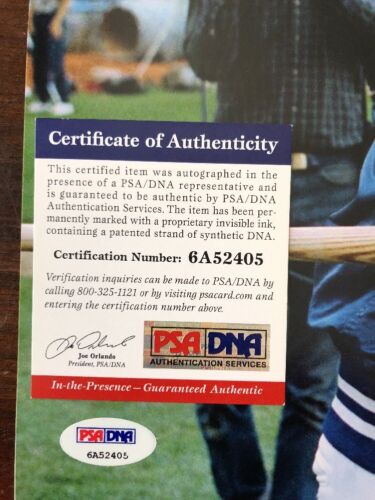 Certificate of Authenticity
This certified item was autographed in the
presence of a PSA/DNA representative and
is guaranteed to be authentic by PSA/DNA
Authentication Services. The item has been per-
manently marked with a proprietary invisible ink,
containing a patented strand of synthetic DNA.
Certification Number: 6A52405
Verification inquiries can be made to PSA/DNA by
calling 800-325-1121 or by visiting psacard.com and
entering the certification number above.
Joe Orlando
President, PSA/DNA
PSA DNA
AUTHENTICATION SERVICES
In-the-Presence—Guaranteed Authentic
PSA DNA
6A52405